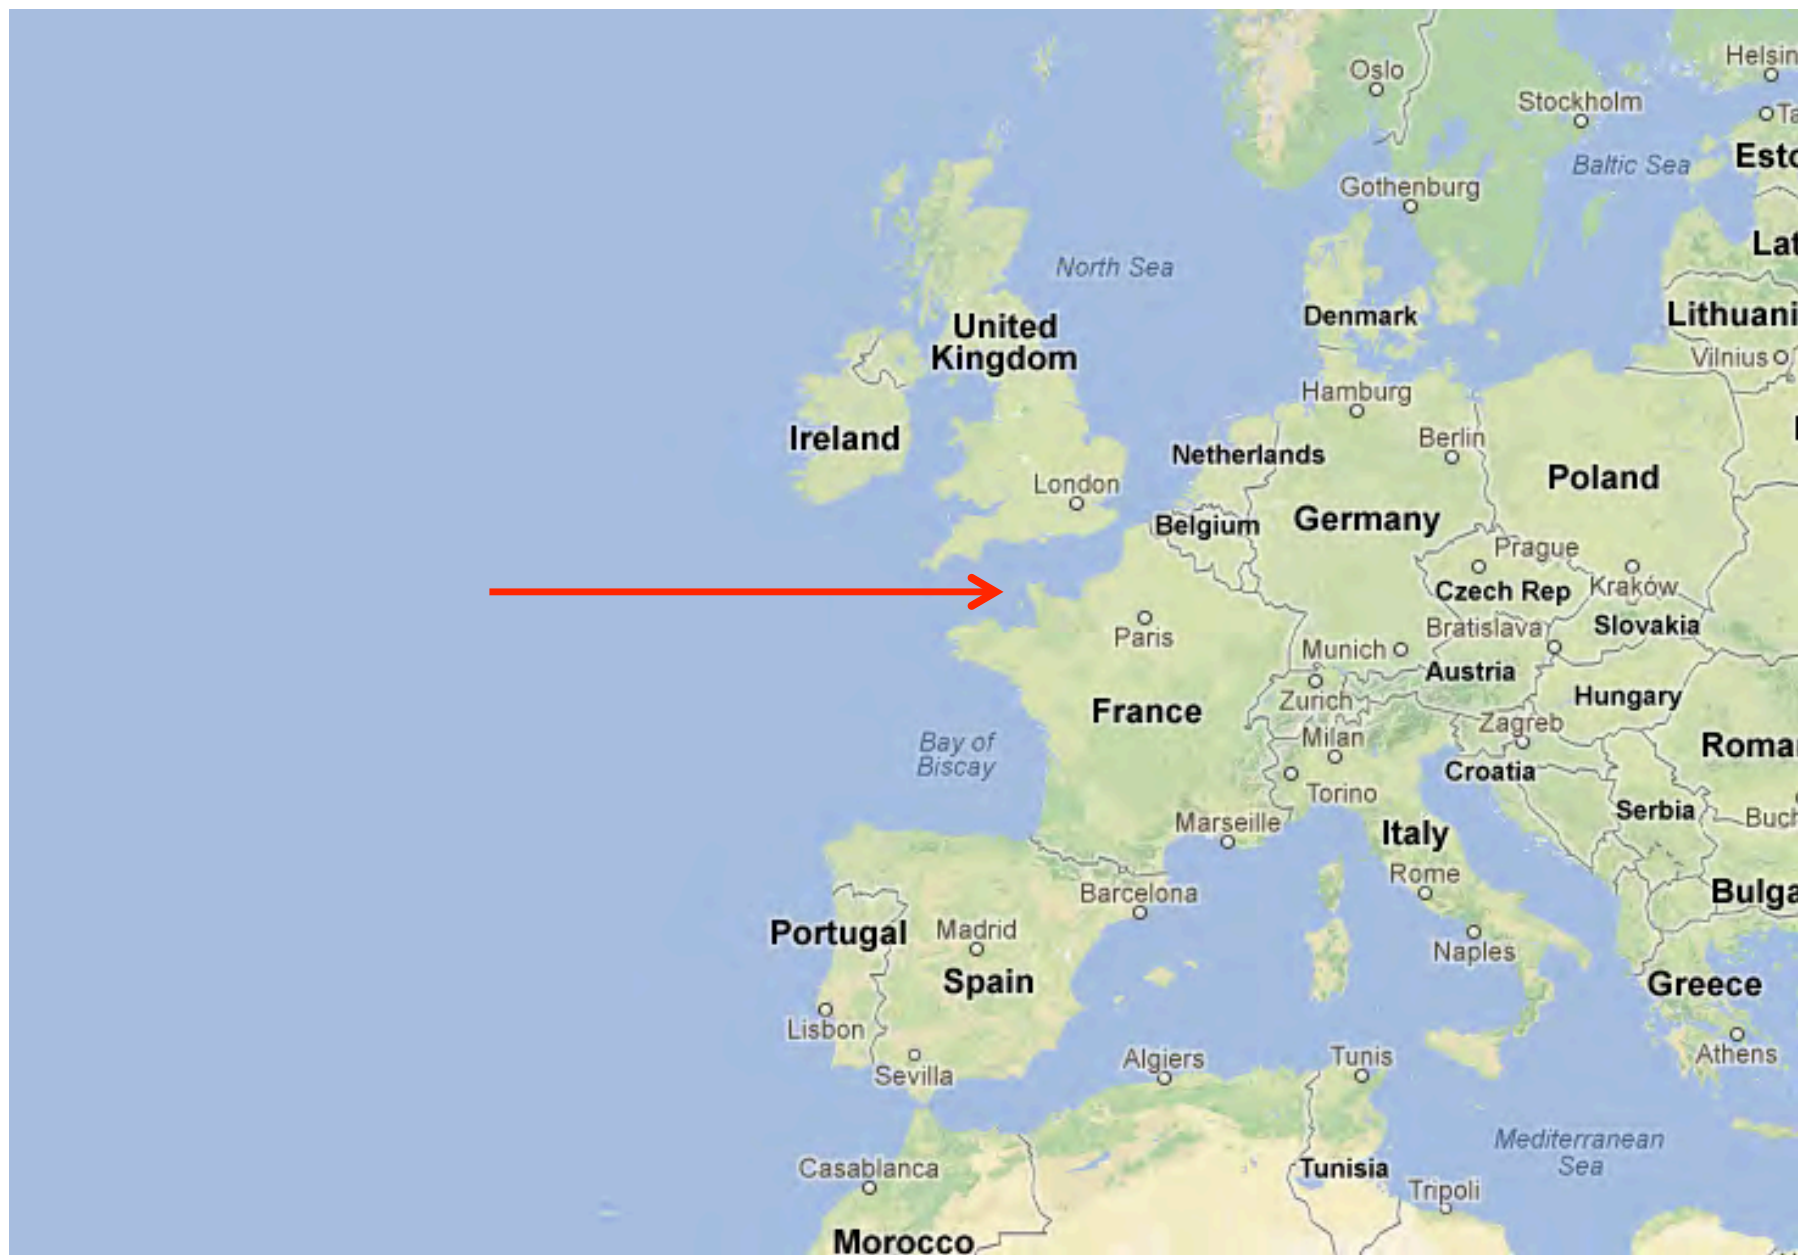 Oslo
Helsin
Stockholm
Ta
Esto
Baltic Sea
Gothenburg
Lat
North Sea
Denmark
Lithuani
United
Kingdom
Vilnius
Hamburg
Ireland
Berlin
Netherlands
London
Poland
Belgium
Germany
Prague
Czech Rep
Kraków
Paris
Bratislava
Slovakia
Munich
Austria
Zurich
Hungary
France
Zagreb
Milan
Bay of
Biscay
Roma
Croatia
Torino
Serbia
Buch
Marseille
Italy
Rome
Barcelona
Bulga
Portugal
Madrid
Naples
Spain
Greece
Lisbon
Athens
Algiers
Tunis
Sevilla
Mediterranean
Sea
Casablanca
Tunisia
Tripoli
Morocco